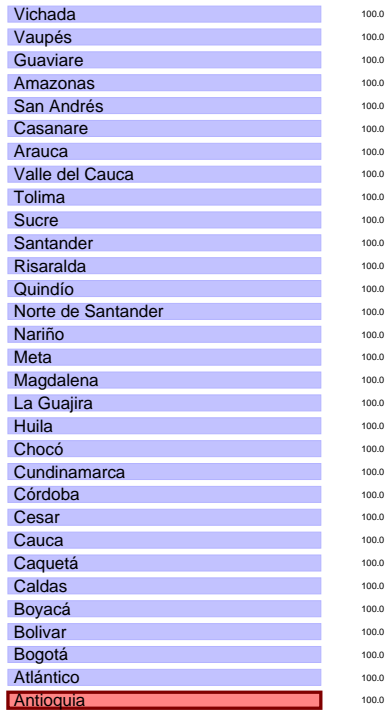 Vichada 100.0
Vaupés 100.0
Guaviare 100.0
Amazonas 100.0
San Andrés 100.0
Casanare 100.0
Arauca 100.0
Valle del Cauca 100.0
Tolima 100.0
Sucre 100.0
Santander 100.0
Risaralda 100.0
Quindío 100.0
Norte de Santander 100.0
Nariño 100.0
Meta 100.0
Magdalena 100.0
La Guajira 100.0
Huila 100.0
Chocó 100.0
Cundinamarca 100.0
Córdoba 100.0
Cesar 100.0
Cauca 100.0
Caquetá 100.0
Caldas 100.0
Boyacá 100.0
Bolivar 100.0
Bogotá 100.0
Atlántico 100.0
Antioquia 100.0